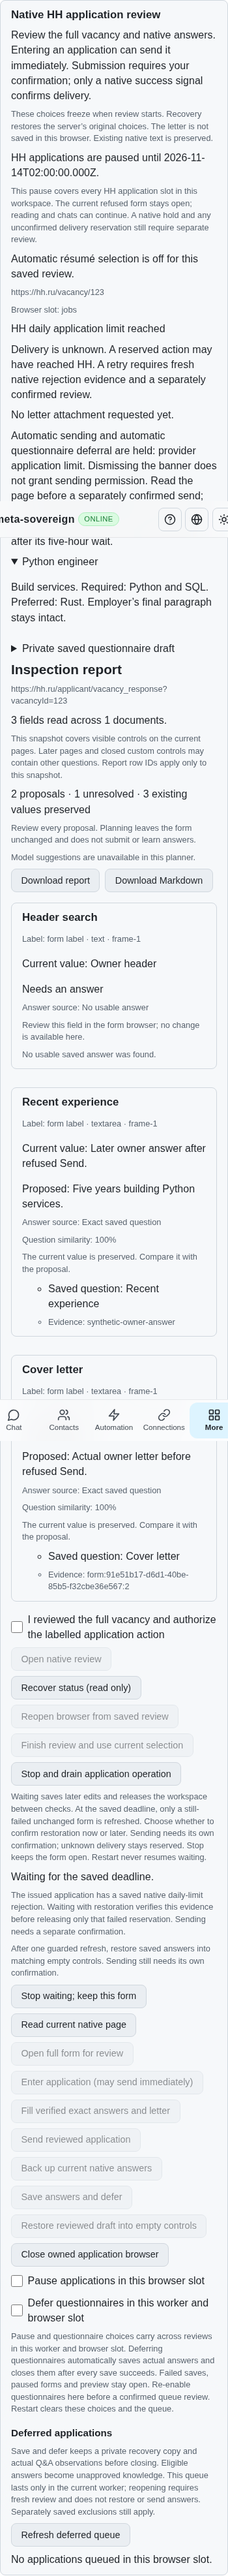 Native HH application review
Review the full vacancy and native answers.
Entering an application can send it
immediately. Submission requires your
confirmation; only a native success signal
confirms delivery.
These choices freeze when review starts. Recovery
restores the server's original choices. The letter is not
saved in this browser. Existing native text is preserved.
HH applications are paused until 2026-11-
14T02:00:00.000Z.
This pause covers every HH application slot in this
workspace. The current refused form stays open;
reading and chats can continue. A native hold and any
unconfirmed delivery reservation still require separate
review.
Automatic résumé selection is off for this
saved review.
https://hh.ru/vacancy/123
Browser slot: jobs
HH daily application limit reached
Delivery is unknown. A reserved action may
have reached HH. A retry requires fresh
native rejection evidence and a separately
confirmed review.
No letter attachment requested yet.
Automatic sending and automatic
questionnaire deferral are held: provider
application limit. Dismissing the banner does
not grant sending permission. Read the
page before a separately confirmed send;
meta-sovereign ONLINE
after its five-hour wait.
▼ Python engineer
Build services. Required: Python and SQL.
Preferred: Rust. Employer's final paragraph
stays intact.
▶ Private saved questionnaire draft
Inspection report
https://hh.ru/applicant/vacancy_response?
vacancyId=123
3 fields read across 1 documents.
This snapshot covers visible controls on the current
pages. Later pages and closed custom controls may
contain other questions. Report row IDs apply only to
this snapshot.
2 proposals · 1 unresolved · 3 existing
values preserved
Review every proposal. Planning leaves the form
unchanged and does not submit or learn answers.
Model suggestions are unavailable in this planner.
Download report Download Markdown
Header search
Label: form label · text · frame-1
Current value: Owner header
Needs an answer
Answer source: No usable answer
Review this field in the form browser; no change
is available here.
No usable saved answer was found.
Recent experience
Label: form label · textarea · frame-1
Current value: Later owner answer after
refused Send.
Proposed: Five years building Python
services.
Answer source: Exact saved question
Question similarity: 100%
The current value is preserved. Compare it with
the proposal.
Saved question: Recent
experience
Evidence: synthetic-owner-answer
Cover letter
Label: form label · textarea · frame-1
Chat Contacts Automation Connections More
Proposed: Actual owner letter before
refused Send.
Answer source: Exact saved question
Question similarity: 100%
The current value is preserved. Compare it with
the proposal.
Saved question: Cover letter
Evidence: form:91e51b17-d6d1-40be-
85b5-f32cbe36e567:2
I reviewed the full vacancy and authorize
the labelled application action
Open native review
Recover status (read only)
Reopen browser from saved review
Finish review and use current selection
Stop and drain application operation
Waiting saves later edits and releases the workspace
between checks. At the saved deadline, only a still-
failed unchanged form is refreshed. Choose whether to
confirm restoration now or later. Sending needs its own
confirmation; unknown delivery stays reserved. Stop
keeps the form open. Restart never resumes waiting.
Waiting for the saved deadline.
The issued application has a saved native daily-limit
rejection. Waiting with restoration verifies this evidence
before releasing only that failed reservation. Sending
needs a separate confirmation.
After one guarded refresh, restore saved answers into
matching empty controls. Sending still needs its own
confirmation.
Stop waiting; keep this form
Read current native page
Open full form for review
Enter application (may send immediately)
Fill verified exact answers and letter
Send reviewed application
Back up current native answers
Save answers and defer
Restore reviewed draft into empty controls
Close owned application browser
Pause applications in this browser slot
Defer questionnaires in this worker and
browser slot
Pause and questionnaire choices carry across reviews
in this worker and browser slot. Deferring
questionnaires automatically saves actual answers and
closes them after every save succeeds. Failed saves,
paused forms and preview stay open. Re-enable
questionnaires here before a confirmed queue review.
Restart clears these choices and the queue.
Deferred applications
Save and defer keeps a private recovery copy and
actual Q&A observations before closing. Eligible
answers become unapproved knowledge. This queue
lasts only in the current worker; reopening requires
fresh review and does not restore or send answers.
Separately saved exclusions still apply.
Refresh deferred queue
No applications queued in this browser slot.